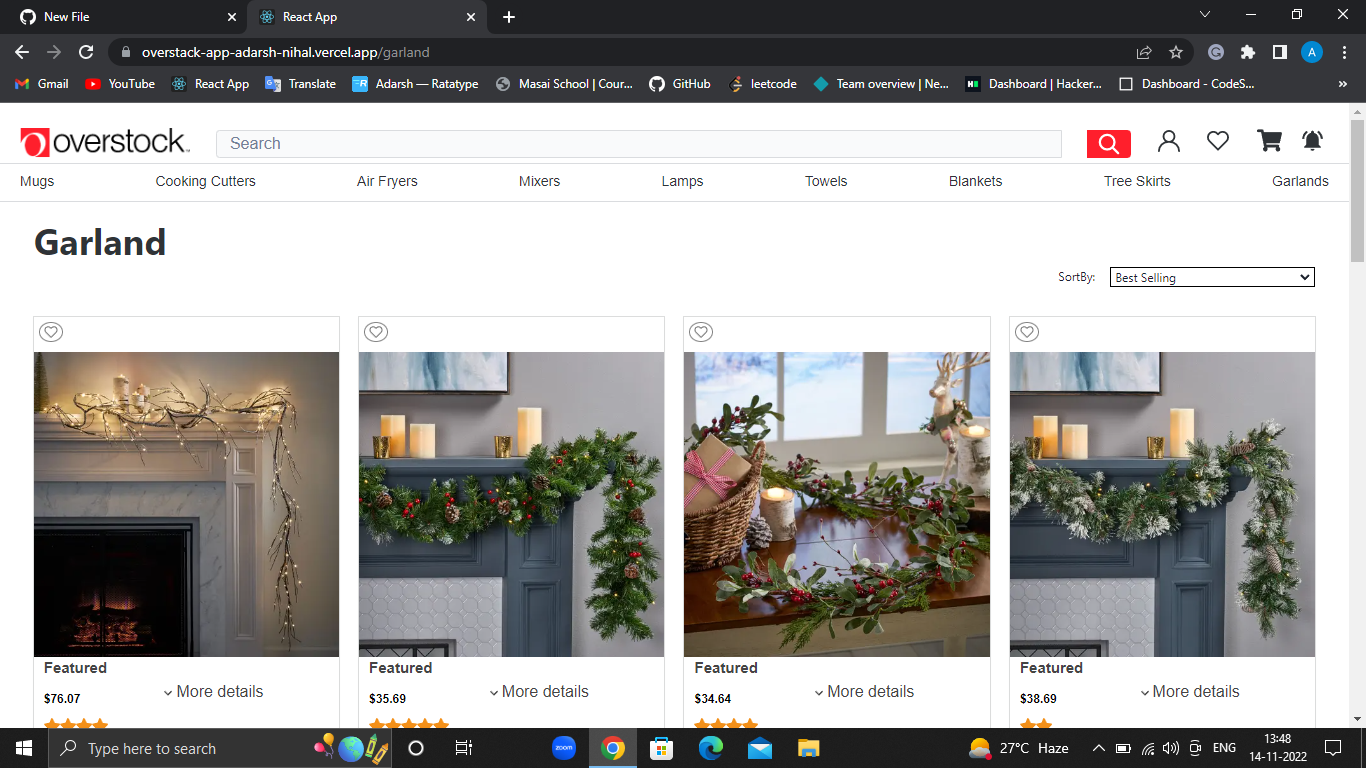 New File
React App
overstack-app-adarsh-nihal.vercel.app/garland
A
Gmail
YouTube
React App
Translate
Adarsh — Ratatype
Masai School | Cour...
GitHub
leetcode
Team overview | Ne...
Dashboard | Hacker...
Dashboard - CodeS...
»
overstock™
Search
Mugs
Cooking Cutters
Air Fryers
Mixers
Lamps
Towels
Blankets
Tree Skirts
Garlands
Garland
SortBy:
Best Selling
Featured
$76.07
More details
Featured
$35.69
More details
Featured
$34.64
More details
Featured
$38.69
More details
Type here to search
zoom
27°C Haze
ENG
13:48
14-11-2022